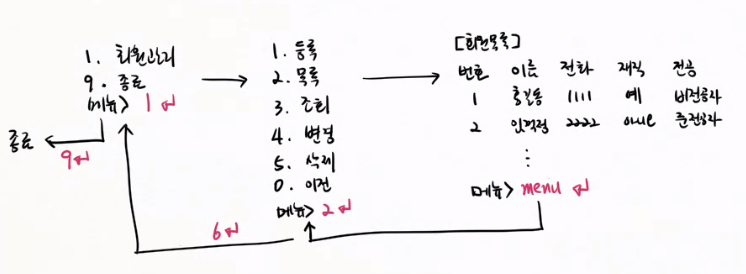 1. 회원관리
9. 종료
메뉴> 1 ↵
종료
9↵
1. 등록
2. 목록
3. 조회
4. 변경
5. 삭제
0. 이전
메뉴> 2 ↵
6 ↵
[회원목록]
번호 이름 전화 재직 전공
1 홍길동 1111 예 비전공자
2 임꺽정 2222 아니오 준전공자
⋮
메뉴> menu ↵